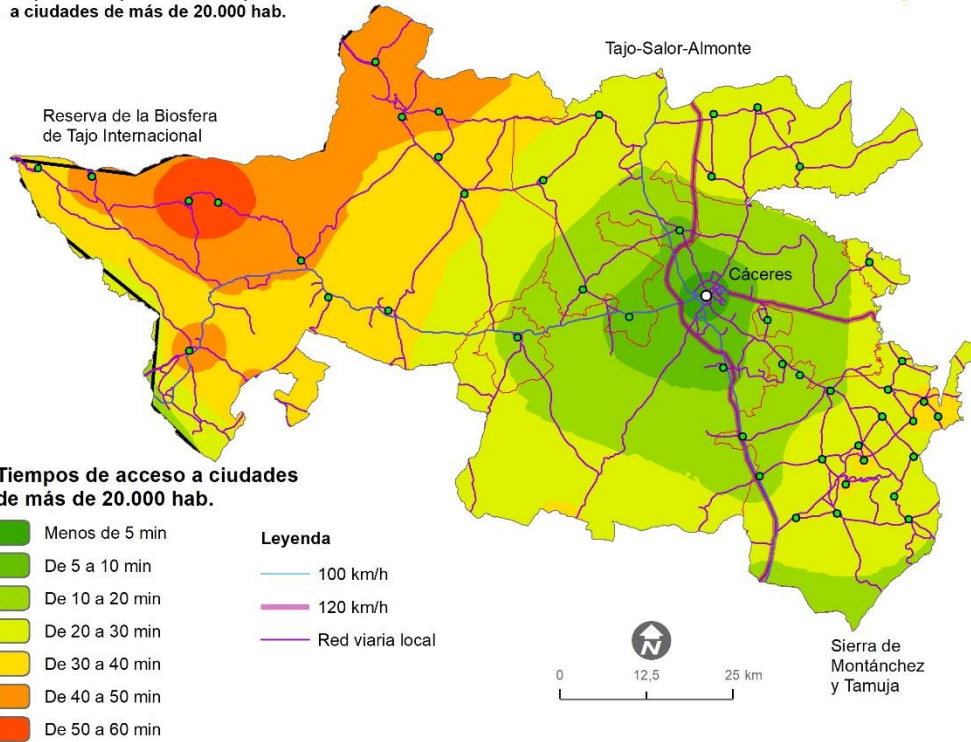 a ciudades de más de 20.000 hab.
Tajo-Salor-Almonte
Reserva de la Biosfera
de Tajo Internacional
Cáceres
Tiempos de acceso a ciudades
de más de 20.000 hab.
Menos de 5 min
De 5 a 10 min
De 10 a 20 min
De 20 a 30 min
De 30 a 40 min
De 40 a 50 min
De 50 a 60 min
Leyenda
100 km/h
120 km/h
Red viaria local
N
0 12,5 25 km
Sierra de
Montánchez
y Tamuja